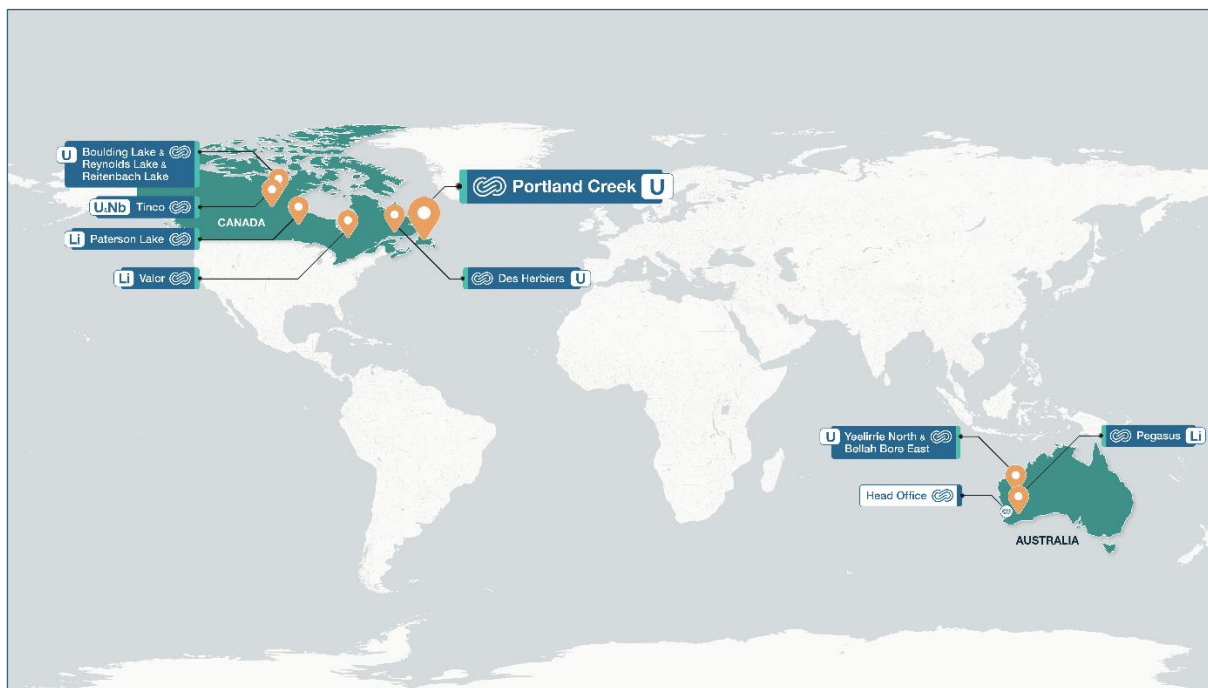 U
Boulding Lake &
Reynolds Lake &
Reitenbach Lake
U:Nb Tinco
CANADA
Li Paterson Lake
Li Valor
Portland Creek U
Des Herbiers U
U
Yeelirrie North &
Bellah Bore East
Pegasus Li
Head Office
AUSTRALIA